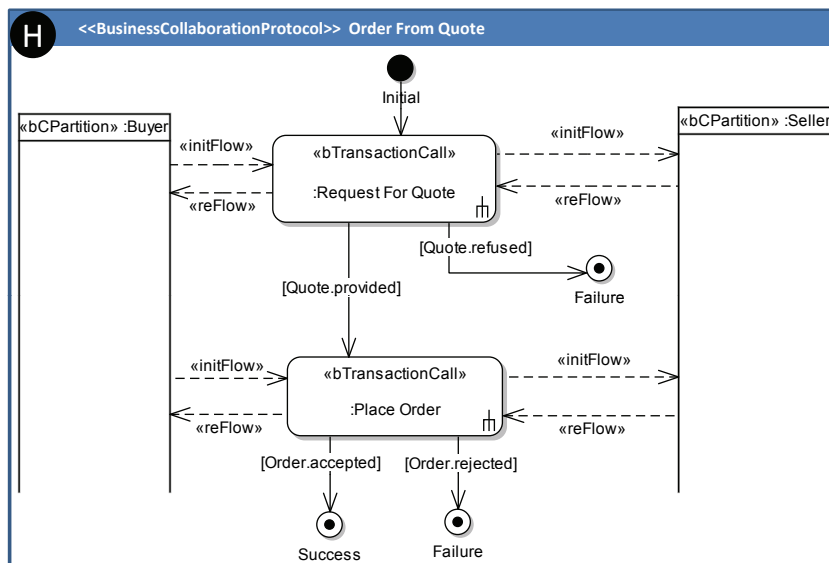 H
<<BusinessCollaborationProtocol>> Order From Quote
Initial
«bCPartition» :Buyer
«bCPartition» :Seller
«initFlow»
«bTransactionCall»
«initFlow»
:Request For Quote
«reFlow»
«reFlow»
[Quote.refused]
[Quote.provided]
Failure
«initFlow»
«bTransactionCall»
«initFlow»
:Place Order
«reFlow»
«reFlow»
[Order.accepted]
[Order.rejected]
Success
Failure